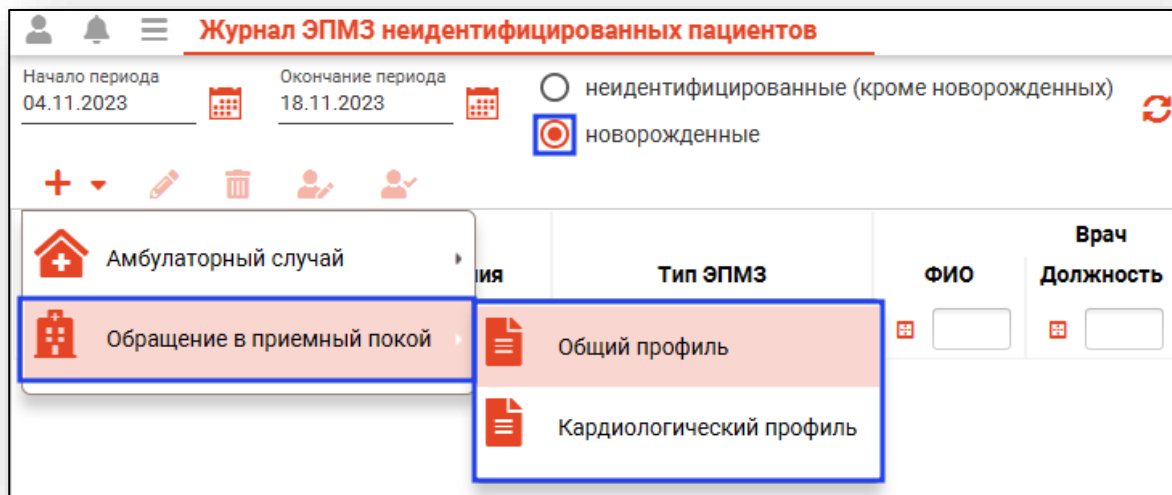 Журнал ЭПМЗ неидентифицированных пациентов
Начало периода
04.11.2023
Окончание периода
18.11.2023
неидентифицированные (кроме новорожденных)
новорожденные
Врач
Тип ЭПМЗ
ФИО
Должность
Амбулаторный случай
Обращение в приемный покой
Общий профиль
Кардиологический профиль